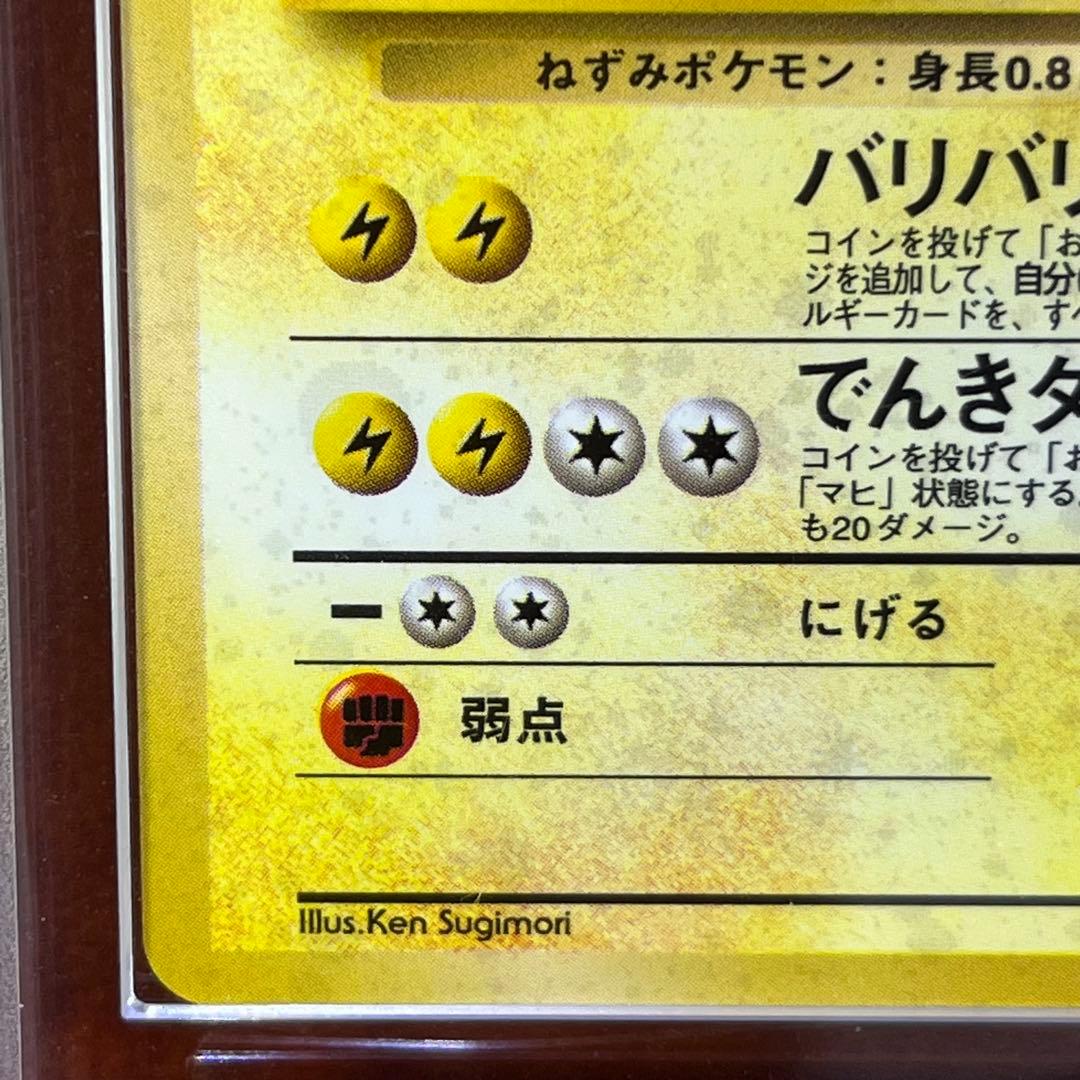 ねずみポケモン：身長0.8
バリバリ
コインを投げて「お
ジを追加して、自分
ルギーカードを、すべ
でんきタ
コインを投げて「お
「マヒ」状態にする。
も20ダメージ。
にげる
弱点
Illus.Ken Sugimori